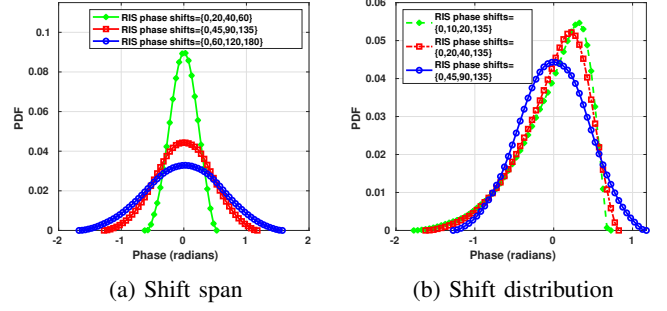 RIS phase shifts={0,20,40,60}
RIS phase shifts={0,45,90,135}
RIS phase shifts={0,60,120,180}
0.1
0.08
0.06
0.04
0.02
0
PDF
-2
-1
0
1
2
Phase (radians)
(a) Shift span
RIS phase shifts=
{0,10,20,135}
RIS phase shifts=
{0,20,40,135}
RIS phase shifts=
{0,45,90,135}
0.06
0.05
0.04
0.03
0.02
0.01
0
PDF
-2
-1
0
1
Phase (radians)
(b) Shift distribution